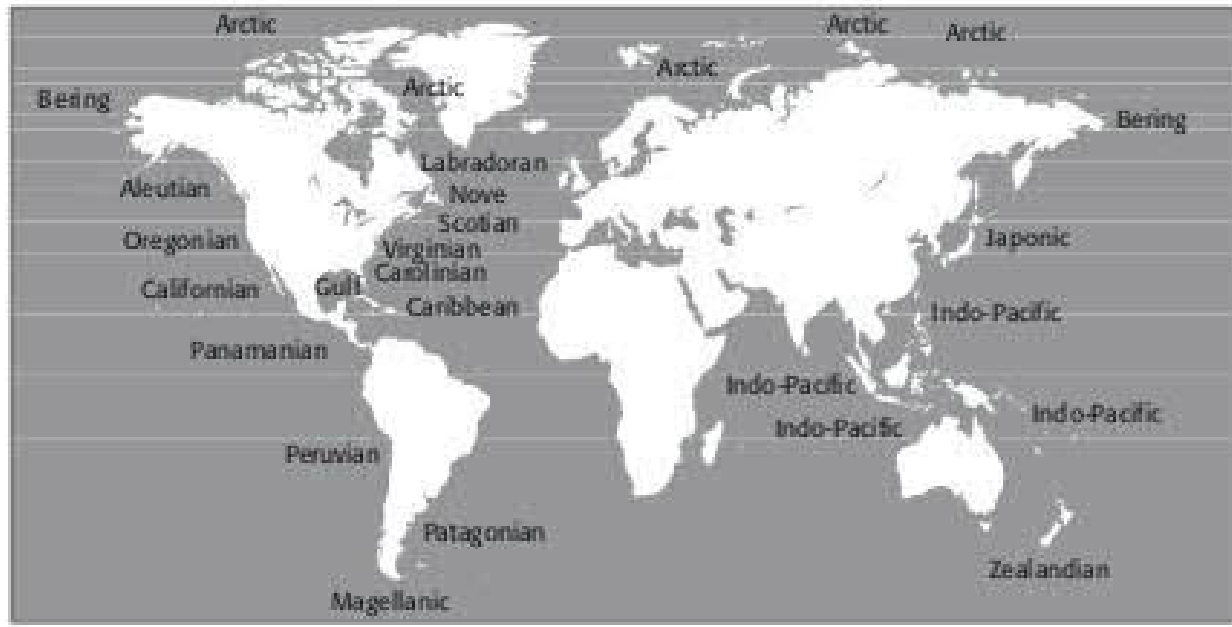 Arctic
Arctic
Arctic
Arctic
Arctic
Bering
Bering
Labradoran
Aleutian
Nove
Scotian
Oregonian
Virginian
Japonic
Carolinian
Californian
Gulf
Caribbean
Indo-Pacific
Panamanian
Indo-Pacific
Indo-Pacific
Indo-Pacific
Peruvian
Patagonian
Zealandian
Magellanic